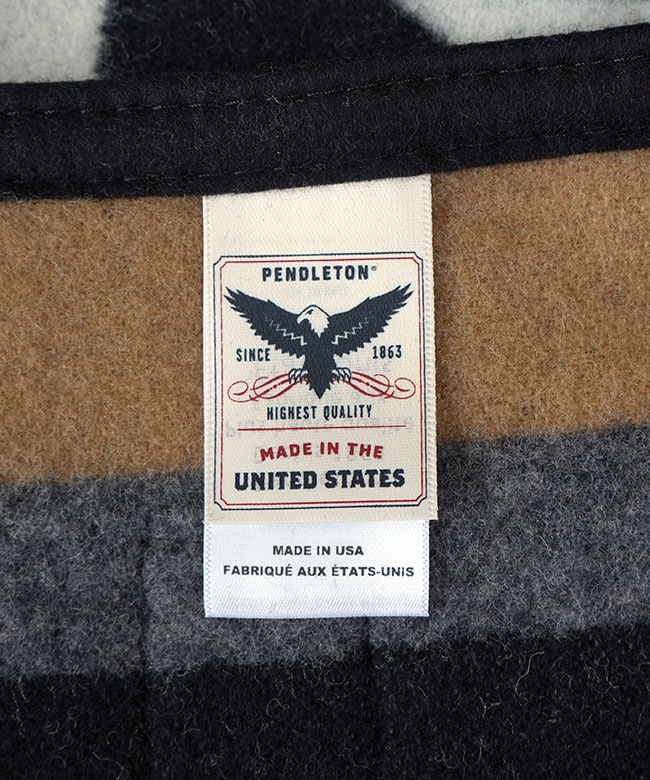 PENDLETON®
SINCE 1863
HIGHEST QUALITY
MADE IN THE
UNITED STATES
MADE IN USA
FABRIQUÉ AUX ÉTATS-UNIS